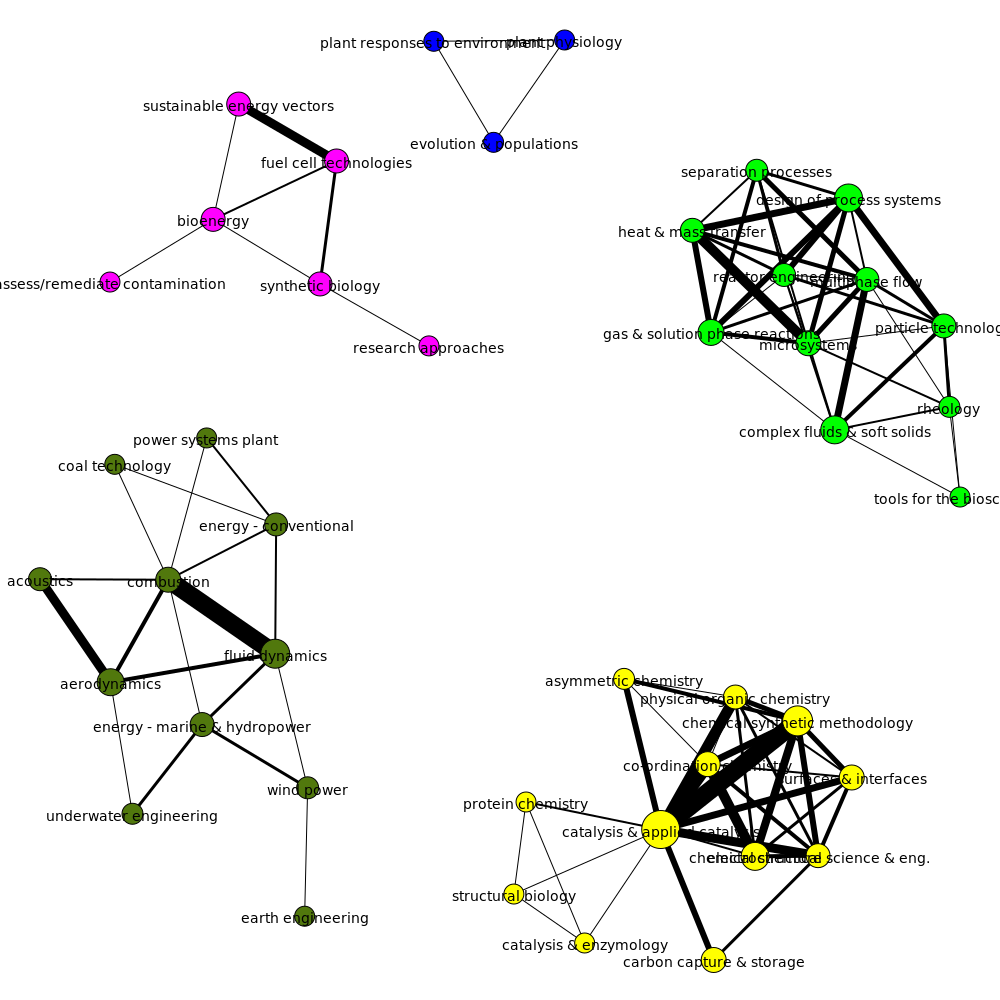 plant responses to environment
plant physiology
sustainable energy vectors
evolution & populations
fuel cell technologies
separation processes
design of process systems
bioenergy
heat & mass transfer
reactor engineering
multiphase flow
assess/remediate contamination
synthetic biology
gas & solution phase reactions
particle technolog
microsystems
research approaches
rheology
complex fluids & soft solids
power systems plant
coal technology
tools for the biosc
energy - conventional
acoustics
combustion
fluid dynamics
aerodynamics
asymmetric chemistry
physical organic chemistry
energy - marine & hydropower
chemical synthetic methodology
co-ordination chemistry
surfaces & interfaces
wind power
protein chemistry
underwater engineering
catalysis & applied catalysis
chemical structure
electrochemical science & eng.
structural biology
earth engineering
catalysis & enzymology
carbon capture & storage